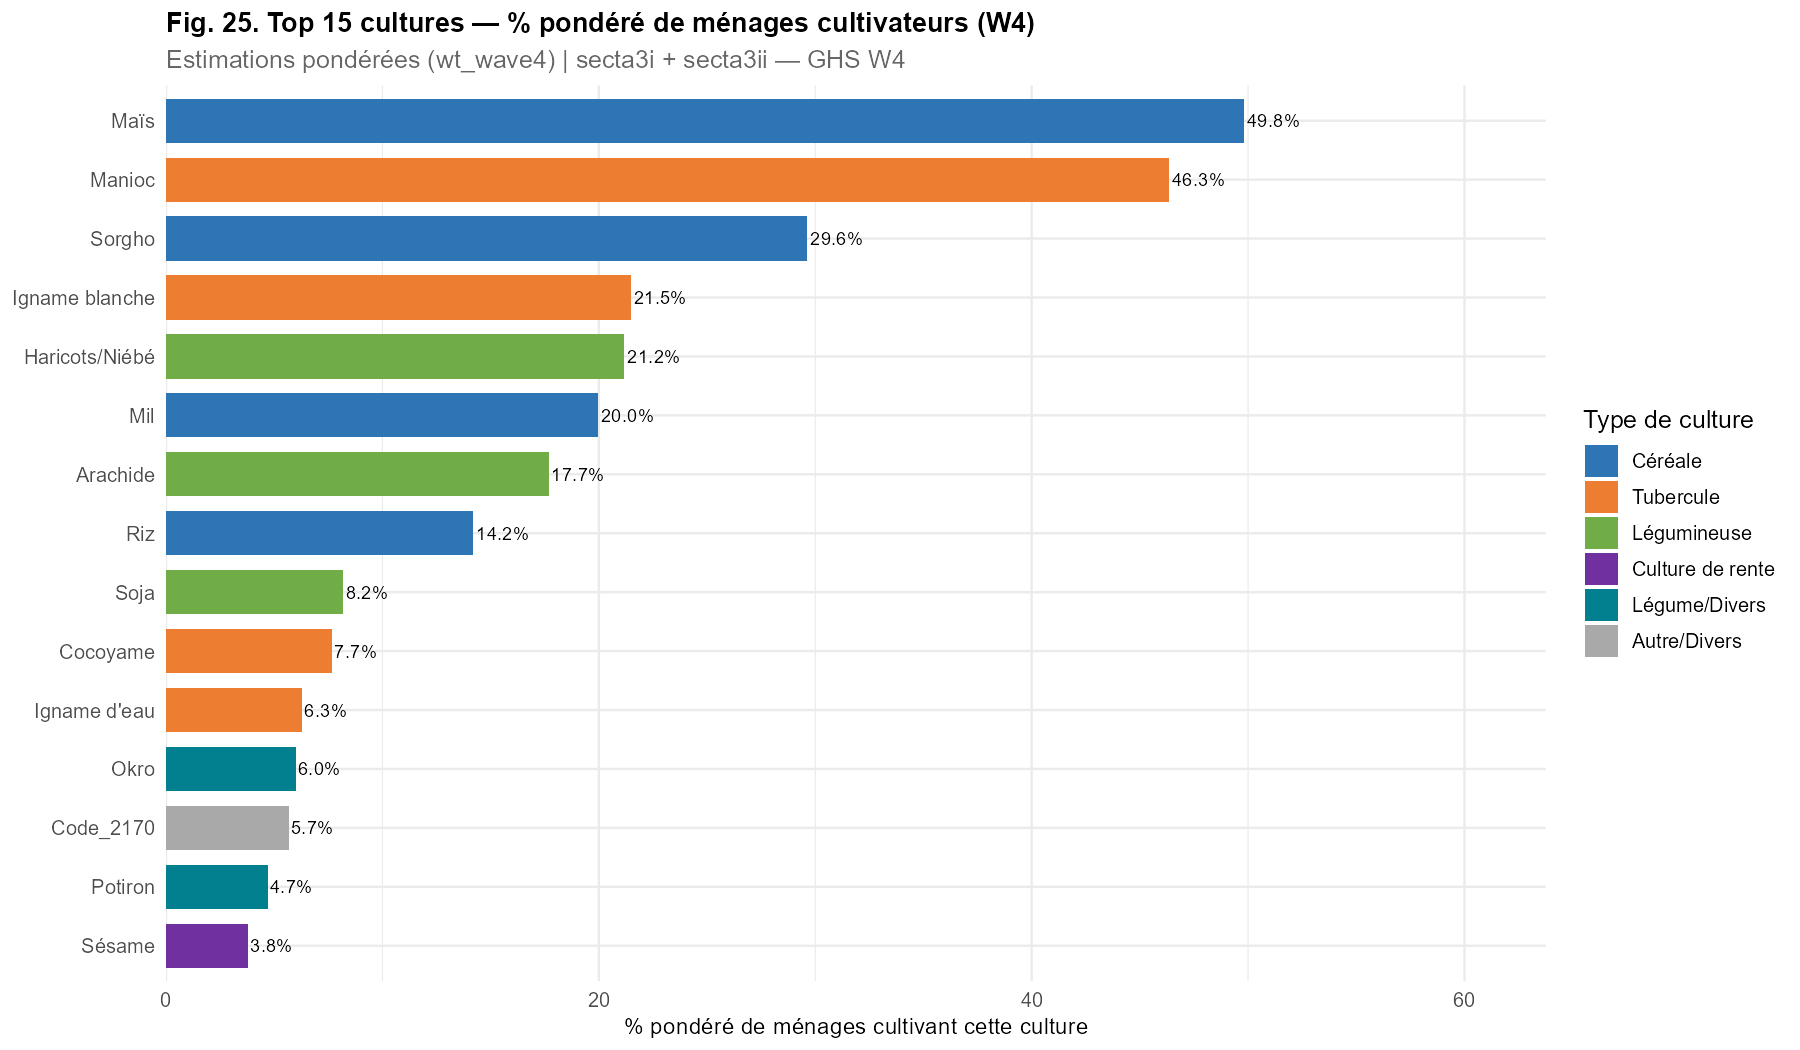 Fig. 25. Top 15 cultures — % pondéré de ménages cultivateurs (W4)
Estimations pondérées (wt_wave4) | secta3i + secta3ii — GHS W4
Maïs 49.8%
Manioc 46.3%
Sorgho 29.6%
Igname blanche 21.5%
Haricots/Niébé 21.2%
Mil 20.0%
Arachide 17.7%
Riz 14.2%
Soja 8.2%
Cocoyame 7.7%
Igname d'eau 6.3%
Okro 6.0%
Code_2170 5.7%
Potiron 4.7%
Sésame 3.8%
0 20 40 60
% pondéré de ménages cultivant cette culture
Type de culture
Céréale
Tubercule
Légumineuse
Culture de rente
Légume/Divers
Autre/Divers